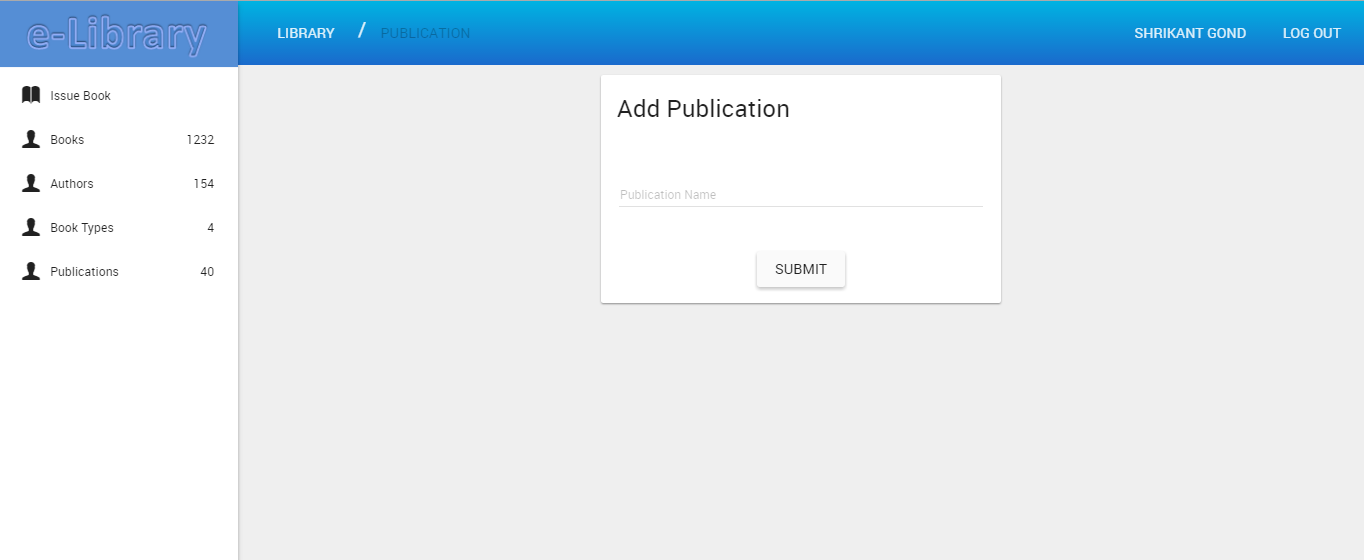 e-Library
LIBRARY / PUBLICATION
SHRIKANT GOND
LOG OUT
Issue Book
Books 1232
Authors 154
Book Types 4
Publications 40
Add Publication
Publication Name
SUBMIT